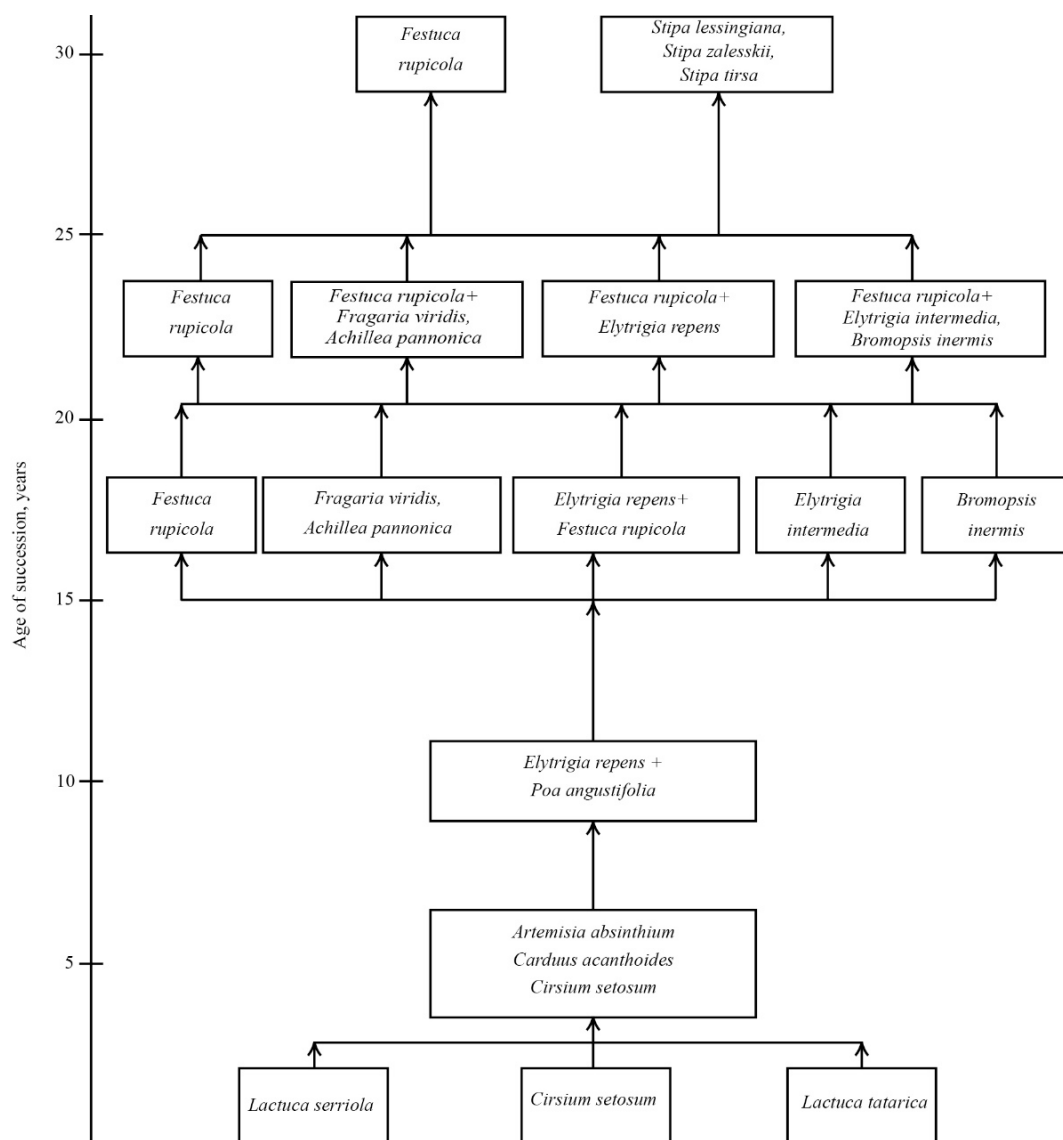 Age of succession, years
30
Festuca
rupicola
Stipa lessingiana,
Stipa zalesskii,
Stipa tirsa
25
Festuca
rupicola
Festuca rupicola+
Fragaria viridis,
Achillea pannonica
Festuca rupicola+
Elytrigia repens
Festuca rupicola+
Elytrigia intermedia,
Bromopsis inermis
20
Festuca
rupicola
Fragaria viridis,
Achillea pannonica
Elytrigia repens+
Festuca rupicola
Elytrigia
intermedia
Bromopsis
inermis
15
Elytrigia repens +
Poa angustifolia
10
Artemisia absinthium
Carduus acanthoides
Cirsium setosum
5
Lactuca serriola
Cirsium setosum
Lactuca tatarica